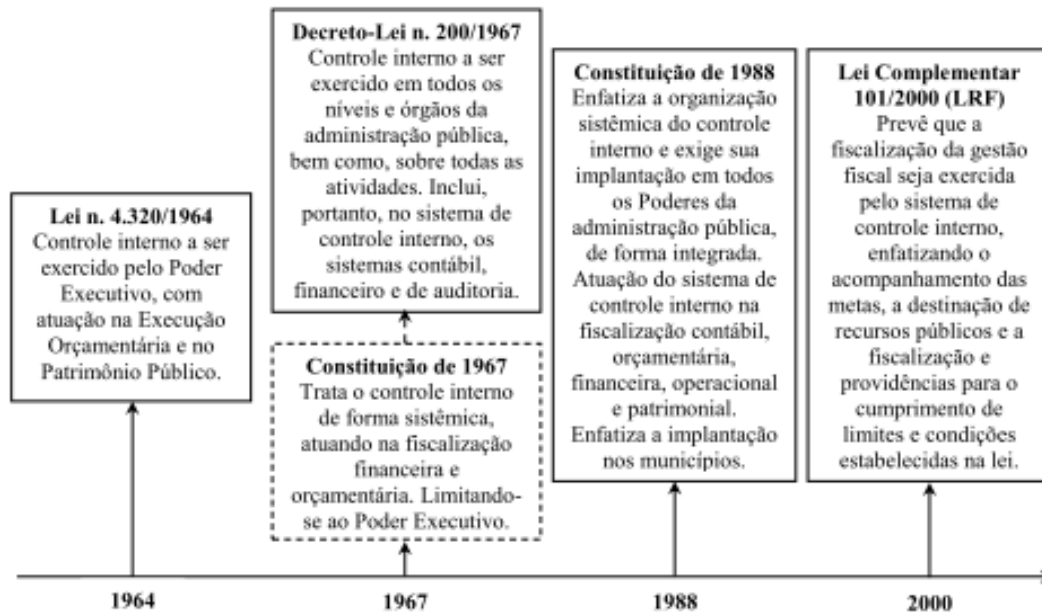 Lei n. 4.320/1964
Controle interno a ser
exercido pelo Poder
Executivo, com
atuação na Execução
Orçamentária e no
Patrimônio Público.
Decreto-Lei n. 200/1967
Controle interno a ser
exercido em todos os
níveis e órgãos da
administração pública,
bem como, sobre todas as
atividades. Inclui,
portanto, no sistema de
controle interno, os
sistemas contábil,
financeiro e de auditoria.
Constituição de 1967
Trata o controle interno
de forma sistêmica,
atuando na fiscalização
financeira e
orçamentária. Limitando-
se ao Poder Executivo.
Constituição de 1988
Enfatiza a organização
sistêmica do controle
interno e exige sua
implantação em todos
os Poderes da
administração pública,
de forma integrada.
Atuação do sistema de
controle interno na
fiscalização contábil,
orçamentária,
financeira, operacional
e patrimonial.
Enfatiza a implantação
nos municípios.
Lei Complementar
101/2000 (LRF)
Prevê que a
fiscalização da gestão
fiscal seja exercida
pelo sistema de
controle interno,
enfatizando o
acompanhamento das
metas, a destinação de
recursos públicos e a
fiscalização e
providências para o
cumprimento de
limites e condições
estabelecidas na lei.
1964
1967
1988
2000